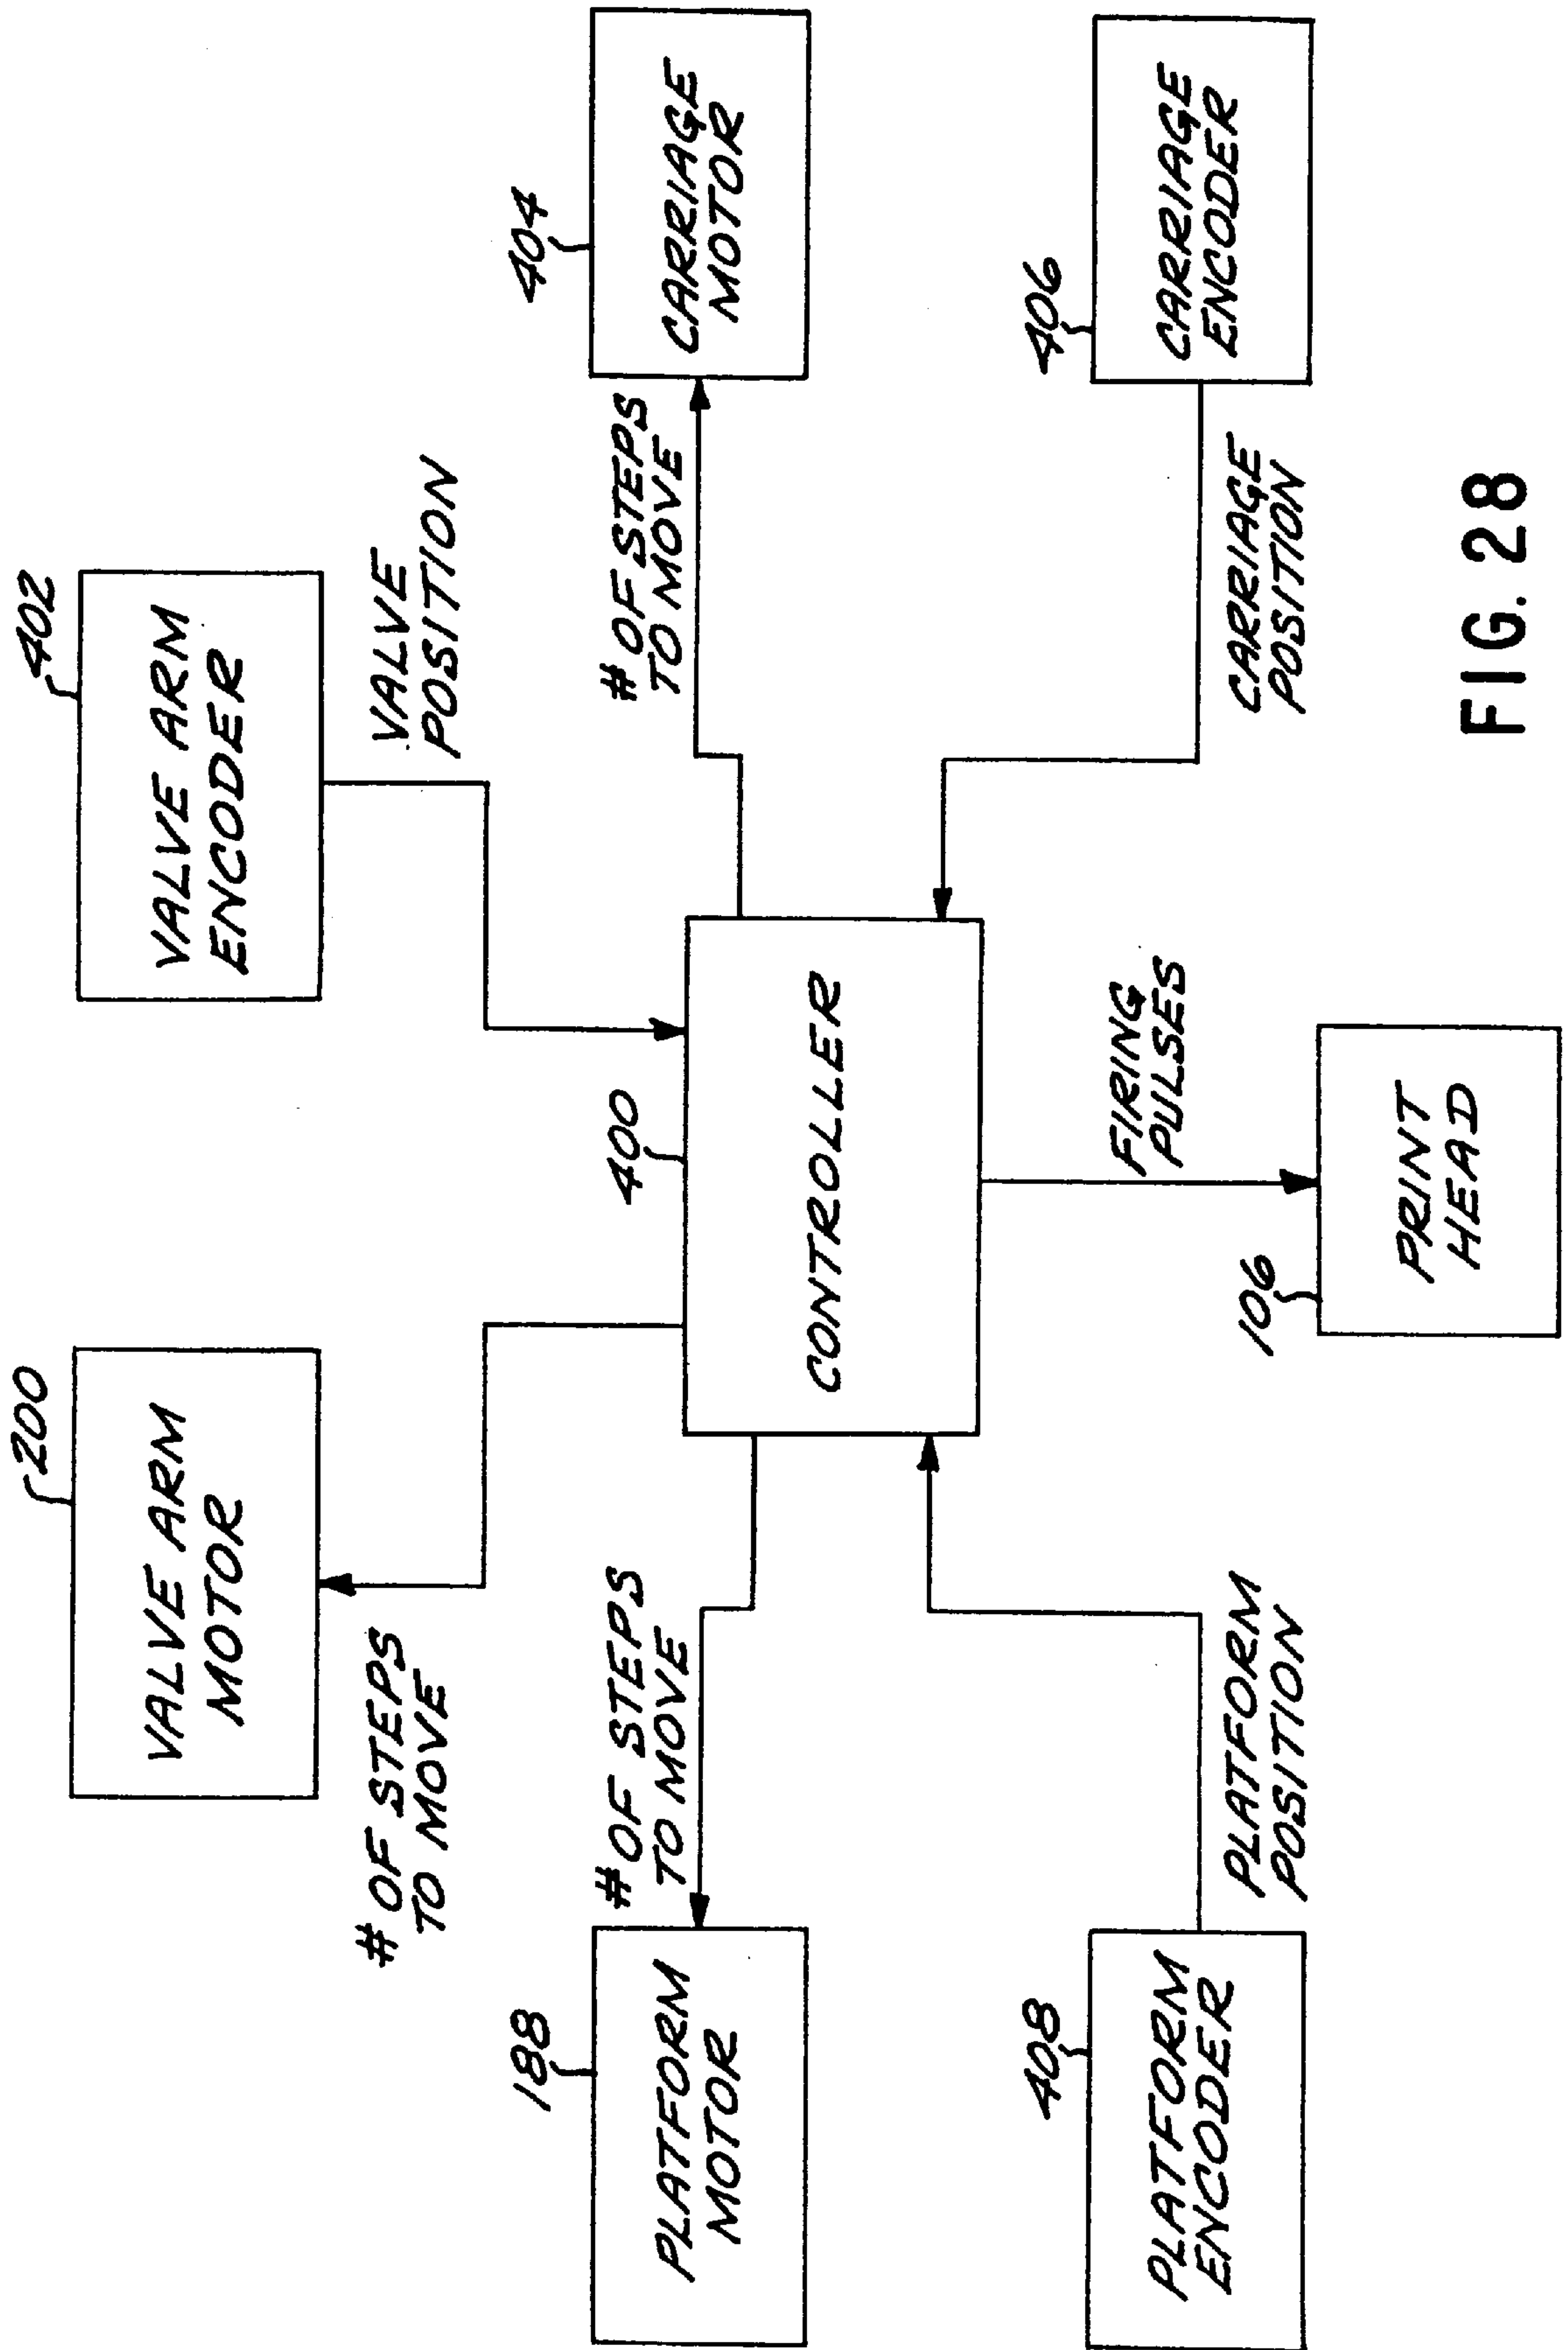 200
VALVE ARM
MOTOR
402
VALVE ARM
ENCODER
# OF STEPS
TO MOVE
VALVE
POSITION
188
PLATFORM
MOTOR
# OF STEPS
TO MOVE
400
CONTROLLER
# OF STEPS
TO MOVE
404
CARRIAGE
MOTOR
408
PLATFORM
ENCODER
PLATFORM
POSITION
106
PRINT
HEAD
FIRING
PULSES
CARRIAGE
POSITION
406
CARRIAGE
ENCODER
FIG. 28